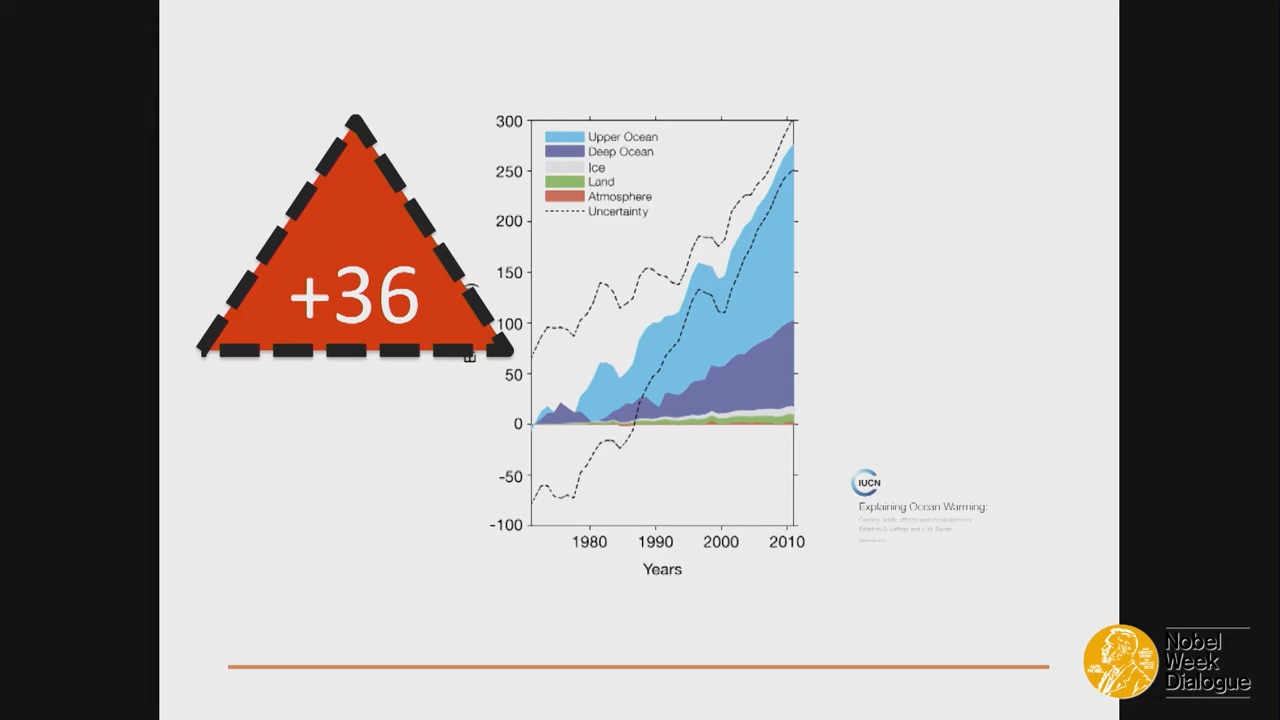 +36
300
250
200
150
100
50
0
-50
-100
Upper Ocean
Deep Ocean
Ice
Land
Atmosphere
Uncertainty
1980 1990 2000 2010
Years
IUCN
Explaining Ocean Warming:
Nobel
Week
Dialogue